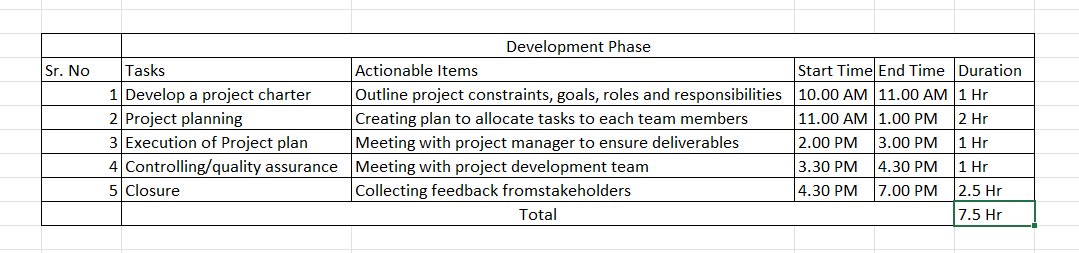 Development Phase
Sr. No Tasks Actionable Items Start Time End Time Duration
1 Develop a project charter Outline project constraints, goals, roles and responsibilities 10.00 AM 11.00 AM 1 Hr
2 Project planning Creating plan to allocate tasks to each team members 11.00 AM 1.00 PM 2 Hr
3 Execution of Project plan Meeting with project manager to ensure deliverables 2.00 PM 3.00 PM 1 Hr
4 Controlling/quality assurance Meeting with project development team 3.30 PM 4.30 PM 1 Hr
5 Closure Collecting feedback fromstakeholders 4.30 PM 7.00 PM 2.5 Hr
Total 7.5 Hr